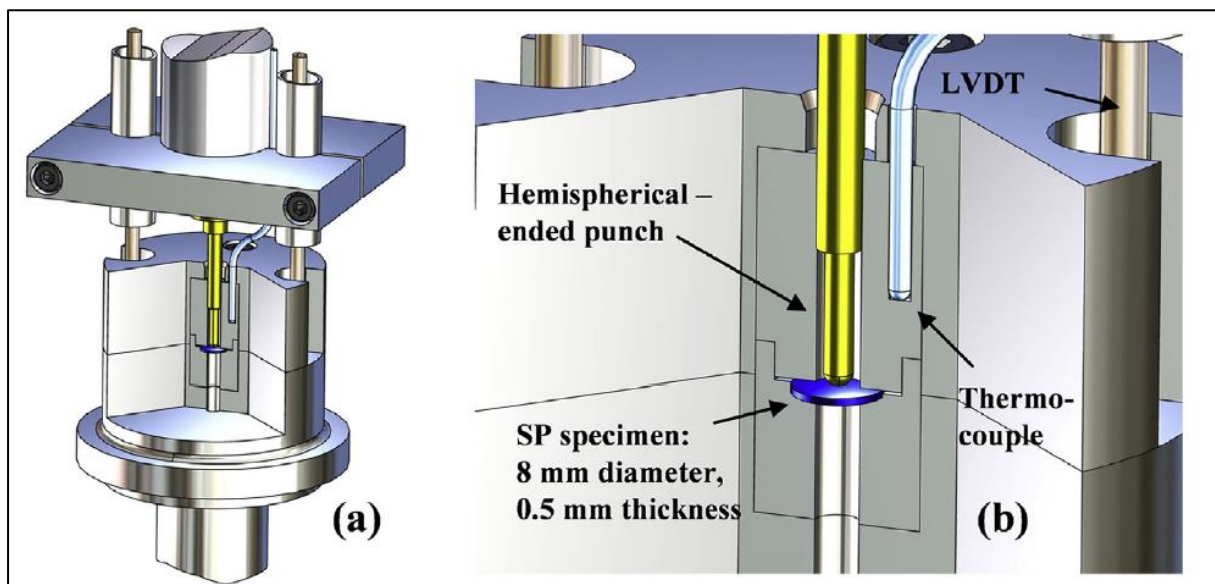 LVDT
Hemispherical –
ended punch
Thermo-
couple
SP specimen:
8 mm diameter,
0.5 mm thickness
(a)
(b)